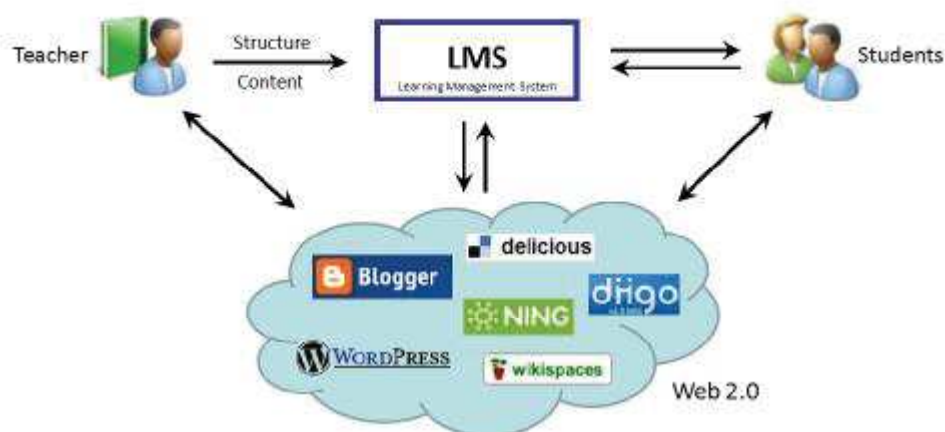 Teacher
Structure
Content
LMS
Learning Management System
Students
delicious
Blogger
diigo
NING
WORDPRESS
wikispaces
Web 2.0